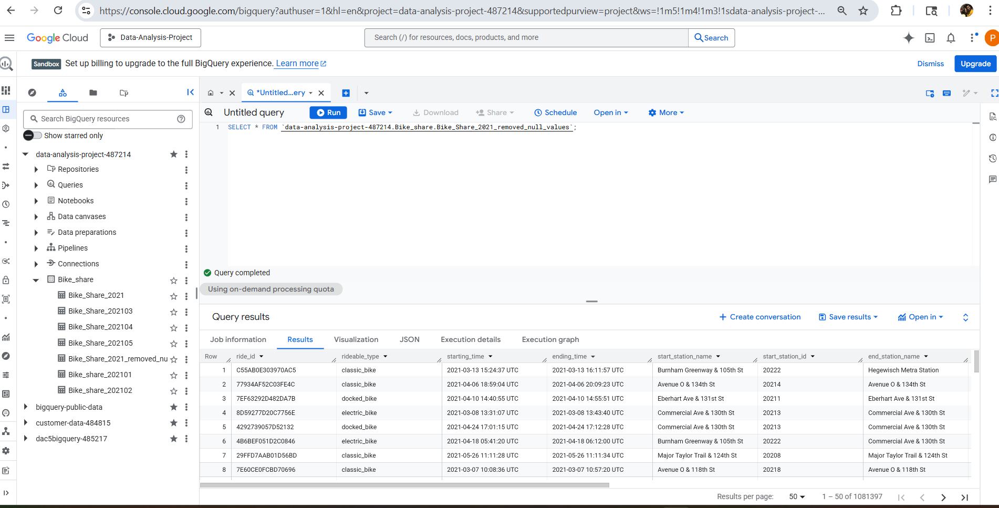 https://console.cloud.google.com/bigquery?authuser=1&hl=en&project=data-analysis-project-487214&supportedpurview=project&ws=!1m5!1m4!1m3!1sdata-analysis-project-...
Google Cloud
Data-Analysis-Project
Search (/) for resources, docs, products, and more
Search
P
Sandbox Set up billing to upgrade to the full BigQuery experience. Learn more
Dismiss
Upgrade
*Untitled...ery
Search BigQuery resources
Show starred only
data-analysis-project-487214
Repositories
Queries
Notebooks
Data canvases
Data preparations
Pipelines
Connections
Bike_share
Bike_Share_2021
Bike_Share_202103
Bike_Share_202104
Bike_Share_202105
Bike_Share_2021_removed_nu
Bike_share_202101
Bike_share_202102
bigquery-public-data
customer-data-484815
dac5bigquery-485217
Untitled query
Run
Save
Download
Share
Schedule
Open in
More
1 SELECT * FROM `data-analysis-project-487214.Bike_share.Bike_Share_2021_removed_null_values`;
Query completed
Using on-demand processing quota
Query results
Create conversation
Save results
Open in
Job information Results Visualization JSON Execution details Execution graph
Row ride_id rideable_type starting_time ending_time start_station_name start_station_id end_station_name
1 C55AB0E303970AC5 classic_bike 2021-03-13 15:24:37 UTC 2021-03-13 16:11:57 UTC Burnham Greenway & 105th St 20222 Hegewisch Metra Station
2 77934AF52C03FE4C classic_bike 2021-04-06 18:59:04 UTC 2021-04-06 20:09:23 UTC Avenue O & 134th St 20214 Avenue O & 134th St
3 7EF63292D482DA7B docked_bike 2021-04-10 14:40:55 UTC 2021-04-10 14:55:51 UTC Eberhart Ave & 131st St 20211 Eberhart Ave & 131st St
4 8D59277D20C7756E electric_bike 2021-03-08 13:31:07 UTC 2021-03-08 13:43:40 UTC Commercial Ave & 130th St 20213 Commercial Ave & 130th St
5 4292739057D52132 docked_bike 2021-04-24 17:01:15 UTC 2021-04-24 17:12:28 UTC Commercial Ave & 130th St 20213 Commercial Ave & 130th St
6 4B6BEF051D2C0846 electric_bike 2021-04-18 05:41:20 UTC 2021-04-18 06:12:00 UTC Burnham Greenway & 105th St 20222 Commercial Ave & 130th St
7 29FFD7AAB01D56BD classic_bike 2021-05-26 11:11:28 UTC 2021-05-26 11:11:34 UTC Major Taylor Trail & 124th St 20208 Major Taylor Trail & 124th St
8 7E60CE0FCBD70696 classic_bike 2021-03-07 10:08:36 UTC 2021-03-07 10:57:20 UTC Avenue O & 118th St 20218 Avenue O & 118th St
Results per page: 50 1 – 50 of 1081397